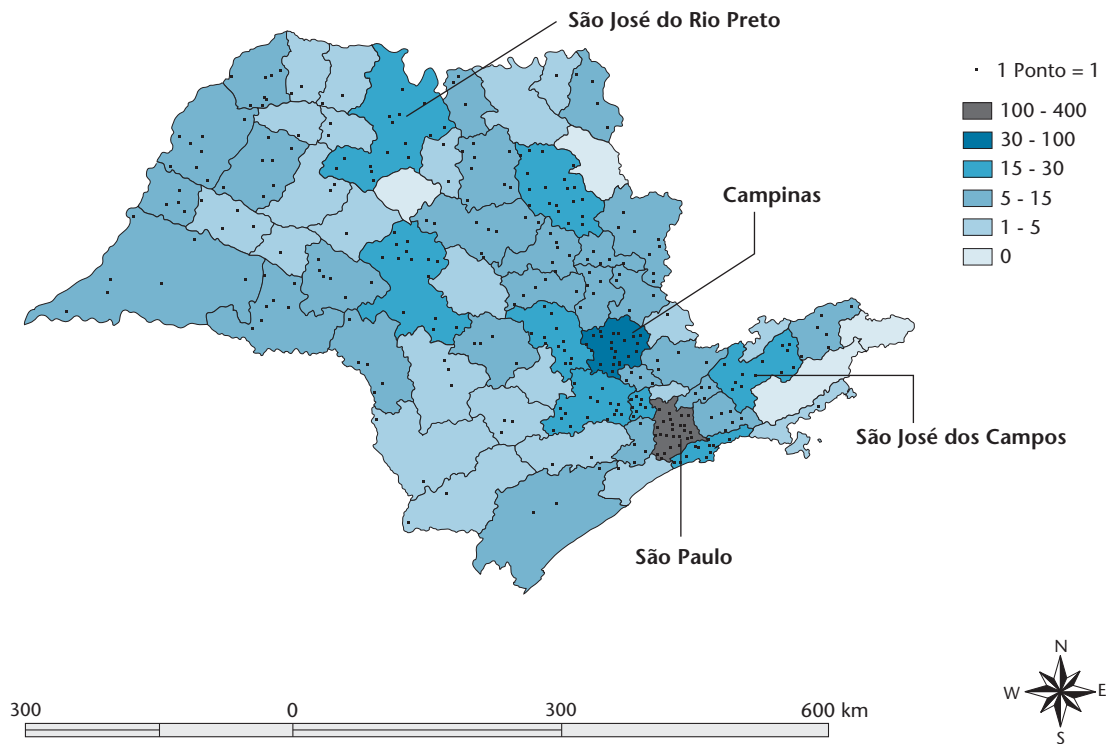 São José do Rio Preto
1 Ponto = 1
100 - 400
30 - 100
15 - 30
5 - 15
1 - 5
0
Campinas
São José dos Campos
São Paulo
N
W E
S
300 0 300 600 km